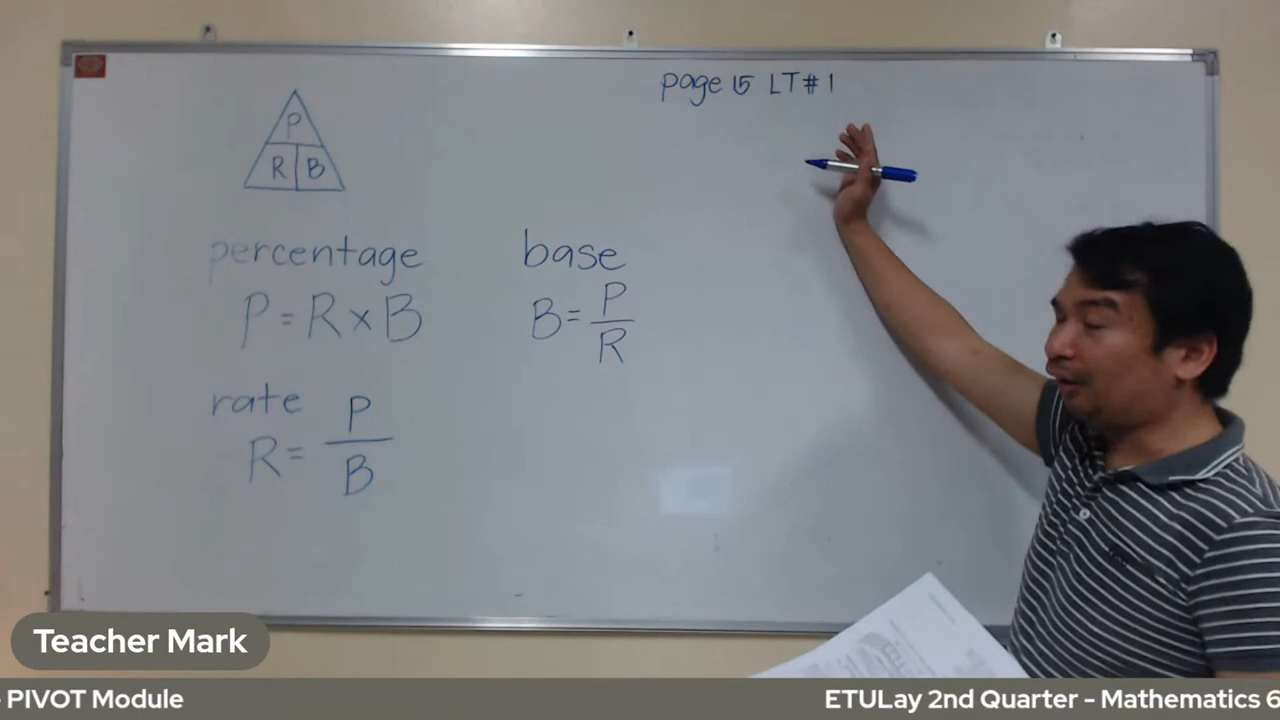 page 15 LT#1
P
R B
percentage
P = R x B
base
B = P
R
rate
R = P
B
Teacher Mark
- PIVOT Module
ETULay 2nd Quarter - Mathematics 6